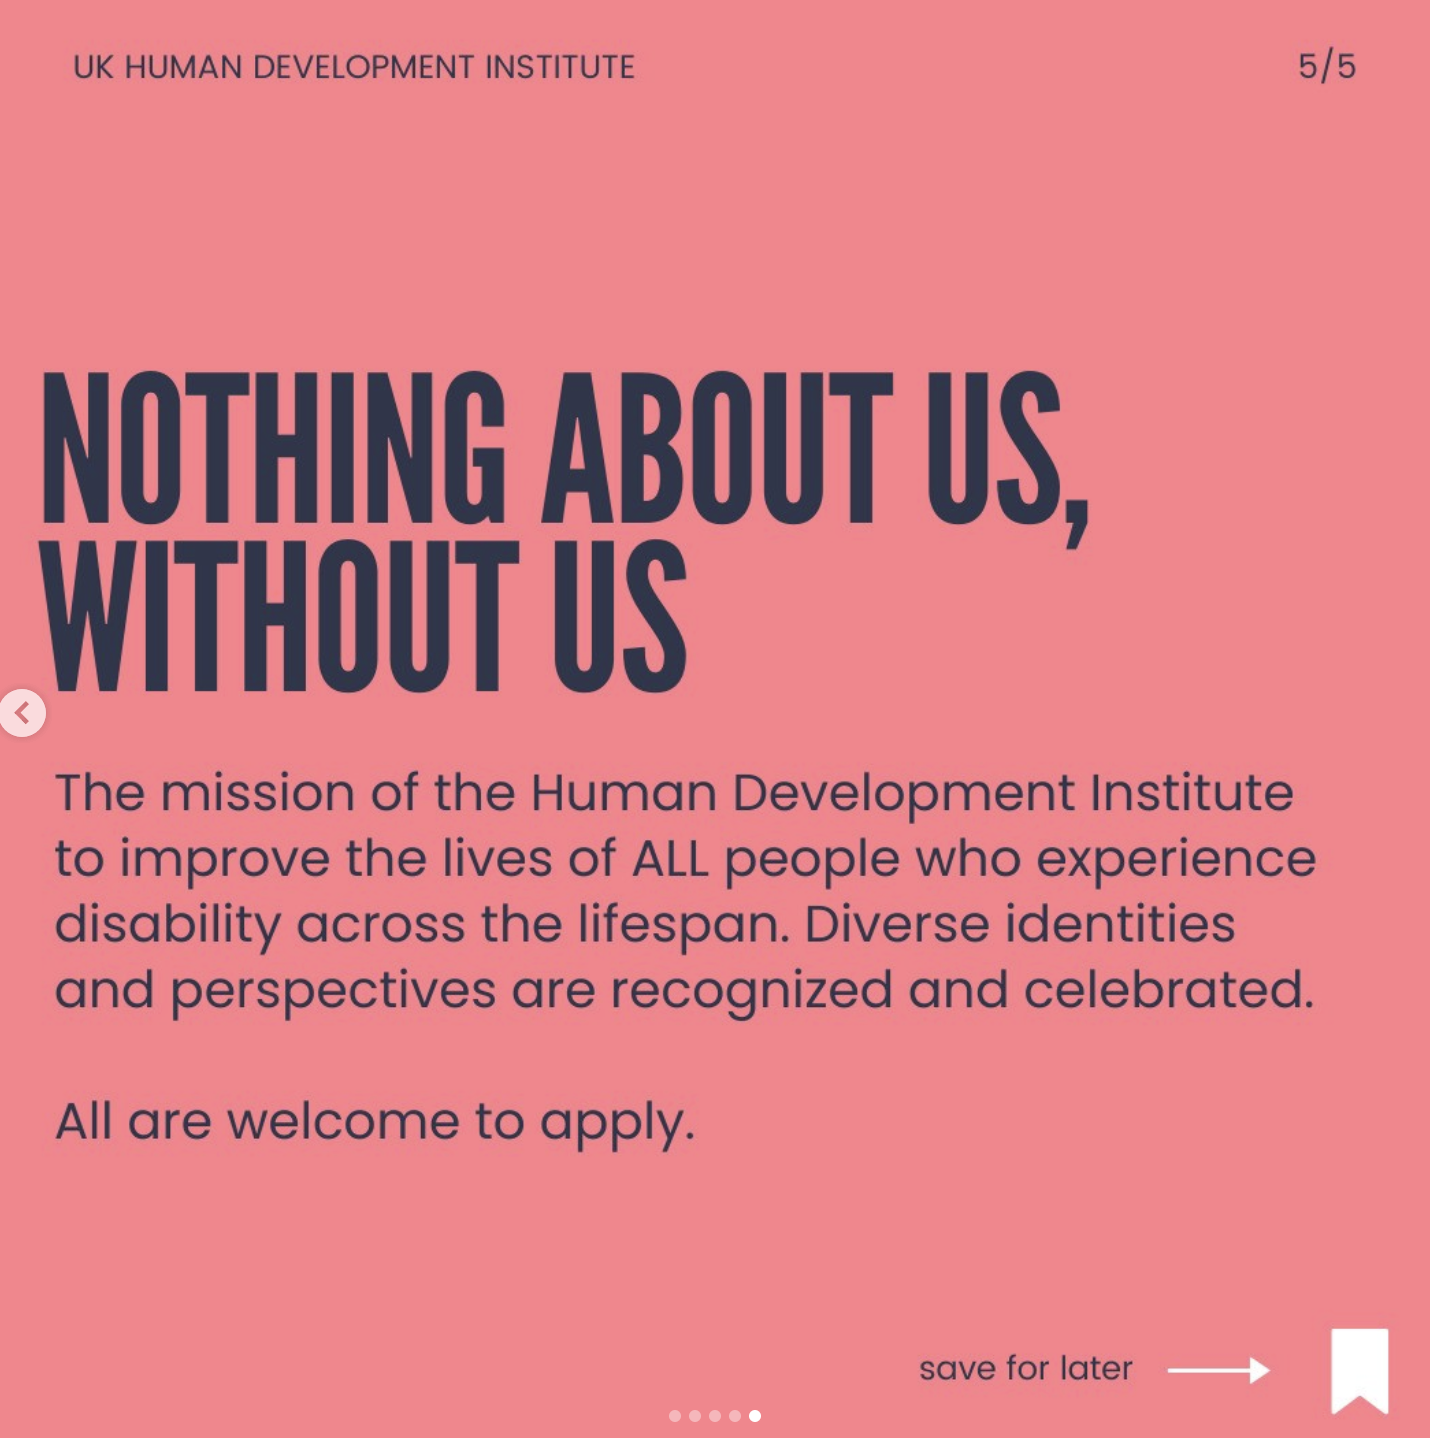 UK HUMAN DEVELOPMENT INSTITUTE
5/5
NOTHING ABOUT US,
WITHOUT US
The mission of the Human Development Institute
to improve the lives of ALL people who experience
disability across the lifespan. Diverse identities
and perspectives are recognized and celebrated.
All are welcome to apply.
save for later